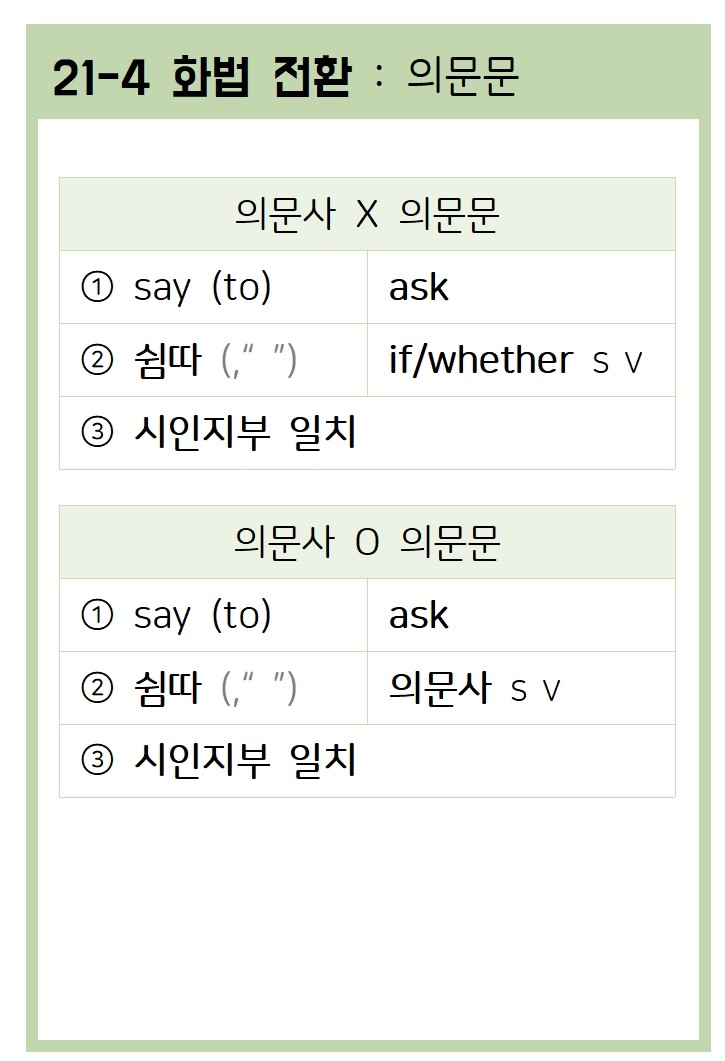 21-4 화법 전환 : 의문문
의문사 X 의문문
① say (to) ask
② 쉼따 (,“ ”) if/whether S V
③ 시인지부 일치
의문사 O 의문문
① say (to) ask
② 쉼따 (,“ ”) 의문사 S V
③ 시인지부 일치